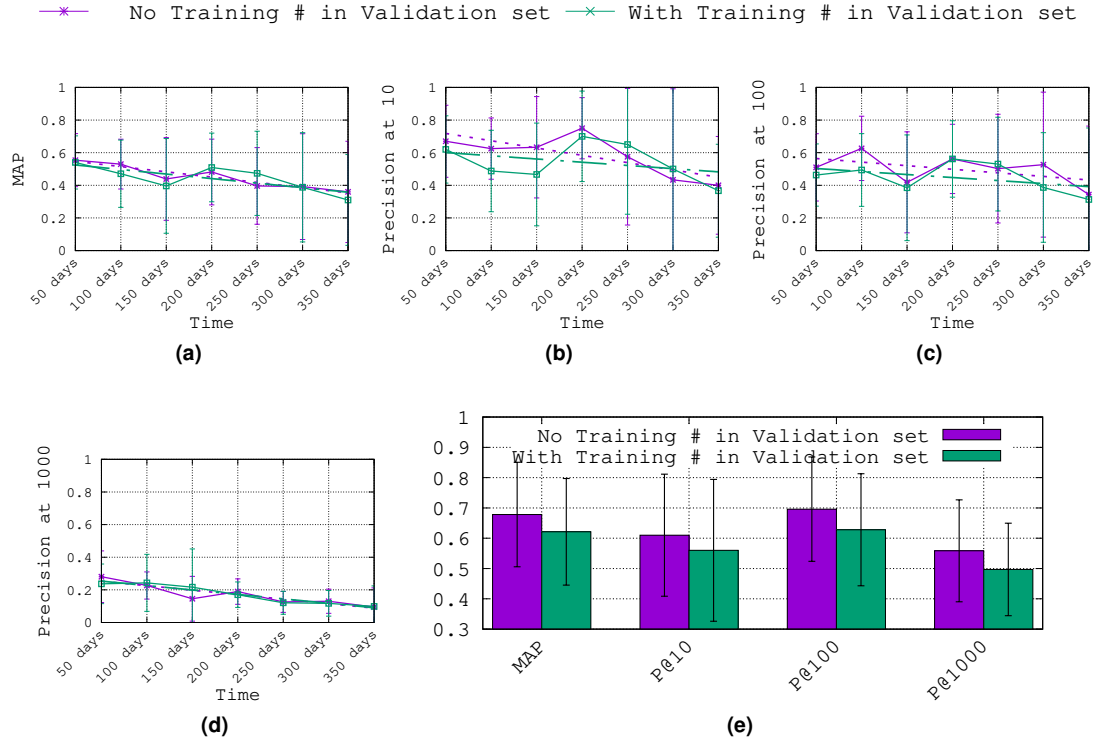 No Training # in Validation set With Training # in Validation set
MAP
1
0.8
0.6
0.4
0.2
0
50 days 100 days 150 days 200 days 250 days 300 days 350 days
Time
(a)
Precision at 10
1
0.8
0.6
0.4
0.2
0
50 days 100 days 150 days 200 days 250 days 300 days 350 days
Time
(b)
Precision at 100
1
0.8
0.6
0.4
0.2
0
50 days 100 days 150 days 200 days 250 days 300 days 350 days
Time
(c)
Precision at 1000
1
0.8
0.6
0.4
0.2
0
50 days 100 days 150 days 200 days 250 days 300 days 350 days
Time
(d)
1
0.9
0.8
0.7
0.6
0.5
0.4
0.3
No Training # in Validation set
With Training # in Validation set
MAP P@10 P@100 P@1000
(e)